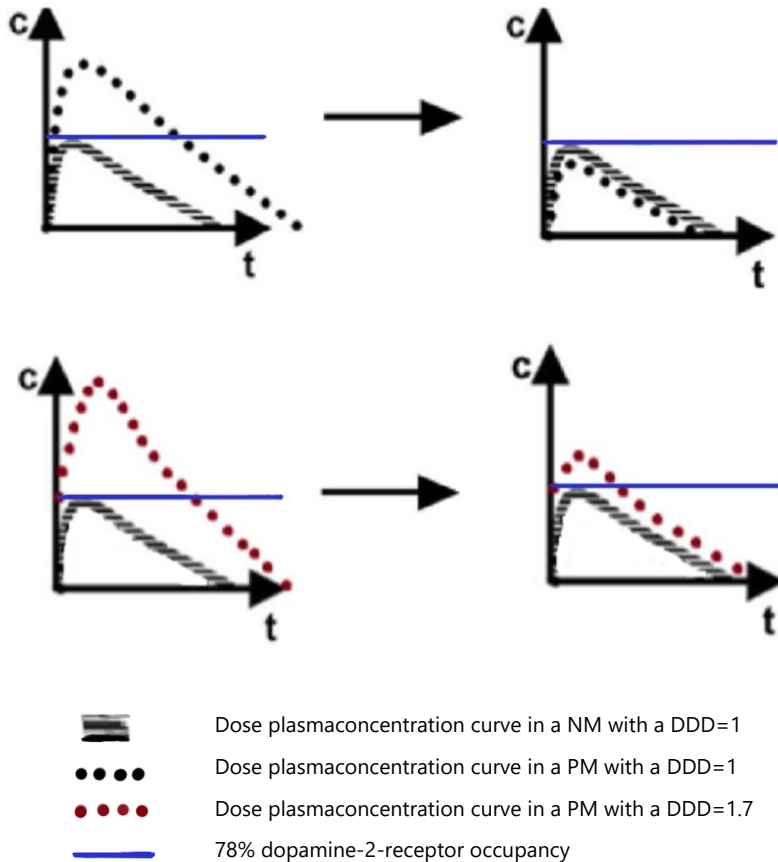 c
c
t
t
c
c
t
t
Dose plasmaconcentration curve in a NM with a DDD=1
Dose plasmaconcentration curve in a PM with a DDD=1
Dose plasmaconcentration curve in a PM with a DDD=1.7
78% dopamine-2-receptor occupancy